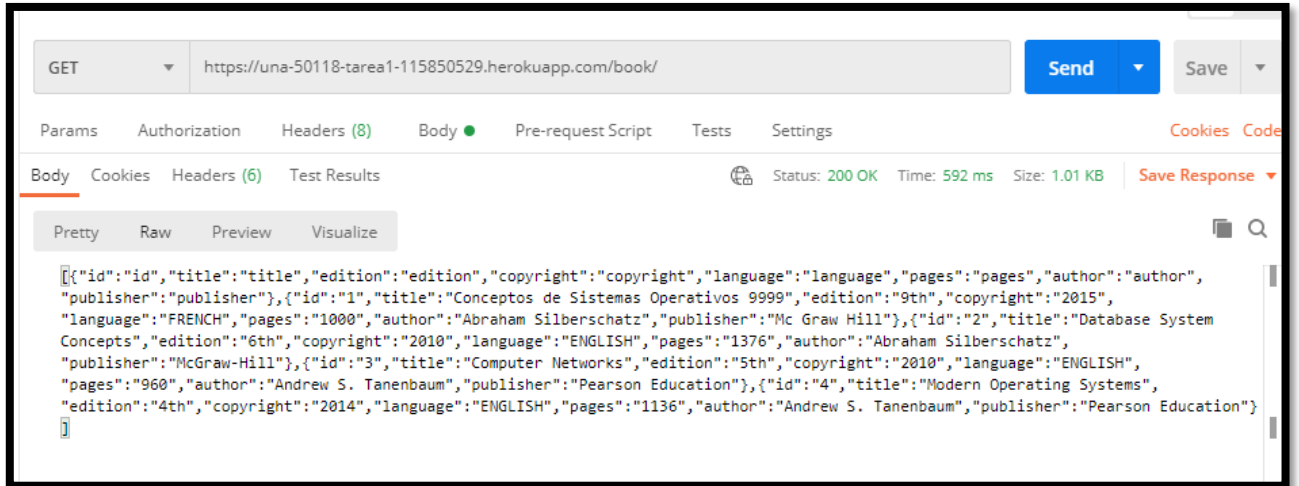 GET https://una-50118-tarea1-115850529.herokuapp.com/book/ Send Save
Params Authorization Headers (8) Body Pre-request Script Tests Settings Cookies Code
Body Cookies Headers (6) Test Results Status: 200 OK Time: 592 ms Size: 1.01 KB Save Response
Pretty Raw Preview Visualize
[{"id":"id","title":"title","edition":"edition","copyright":"copyright","language":"language","pages":"pages","author":"author",
"publisher":"publisher"},{"id":"1","title":"Conceptos de Sistemas Operativos 9999","edition":"9th","copyright":"2015",
"language":"FRENCH","pages":"1000","author":"Abraham Silberschatz","publisher":"Mc Graw Hill"},{"id":"2","title":"Database System
Concepts","edition":"6th","copyright":"2010","language":"ENGLISH","pages":"1376","author":"Abraham Silberschatz",
"publisher":"McGraw-Hill"},{"id":"3","title":"Computer Networks","edition":"5th","copyright":"2010","language":"ENGLISH",
"pages":"960","author":"Andrew S. Tanenbaum","publisher":"Pearson Education"},{"id":"4","title":"Modern Operating Systems",
"edition":"4th","copyright":"2014","language":"ENGLISH","pages":"1136","author":"Andrew S. Tanenbaum","publisher":"Pearson Education"}
]